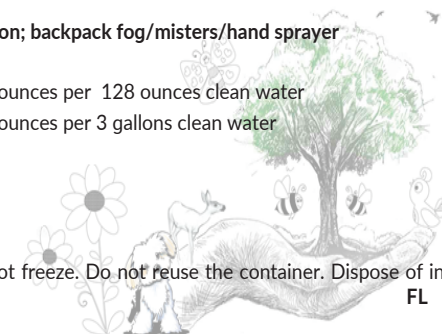 on; backpack fog/misters/hand sprayer
ounces per 128 ounces clean water
ounces per 3 gallons clean water
ot freeze. Do not reuse the container. Dispose of in
FL